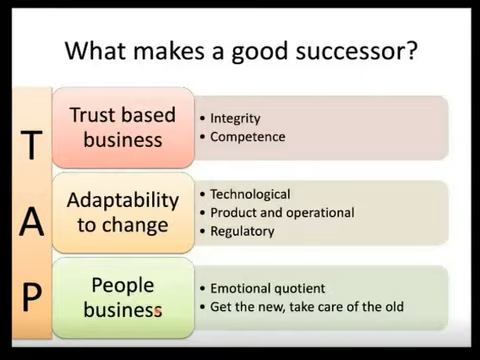 What makes a good successor?
T
Trust based
business
• Integrity
• Competence
A
Adaptability
to change
• Technological
• Product and operational
• Regulatory
P
People
business
• Emotional quotient
• Get the new, take care of the old